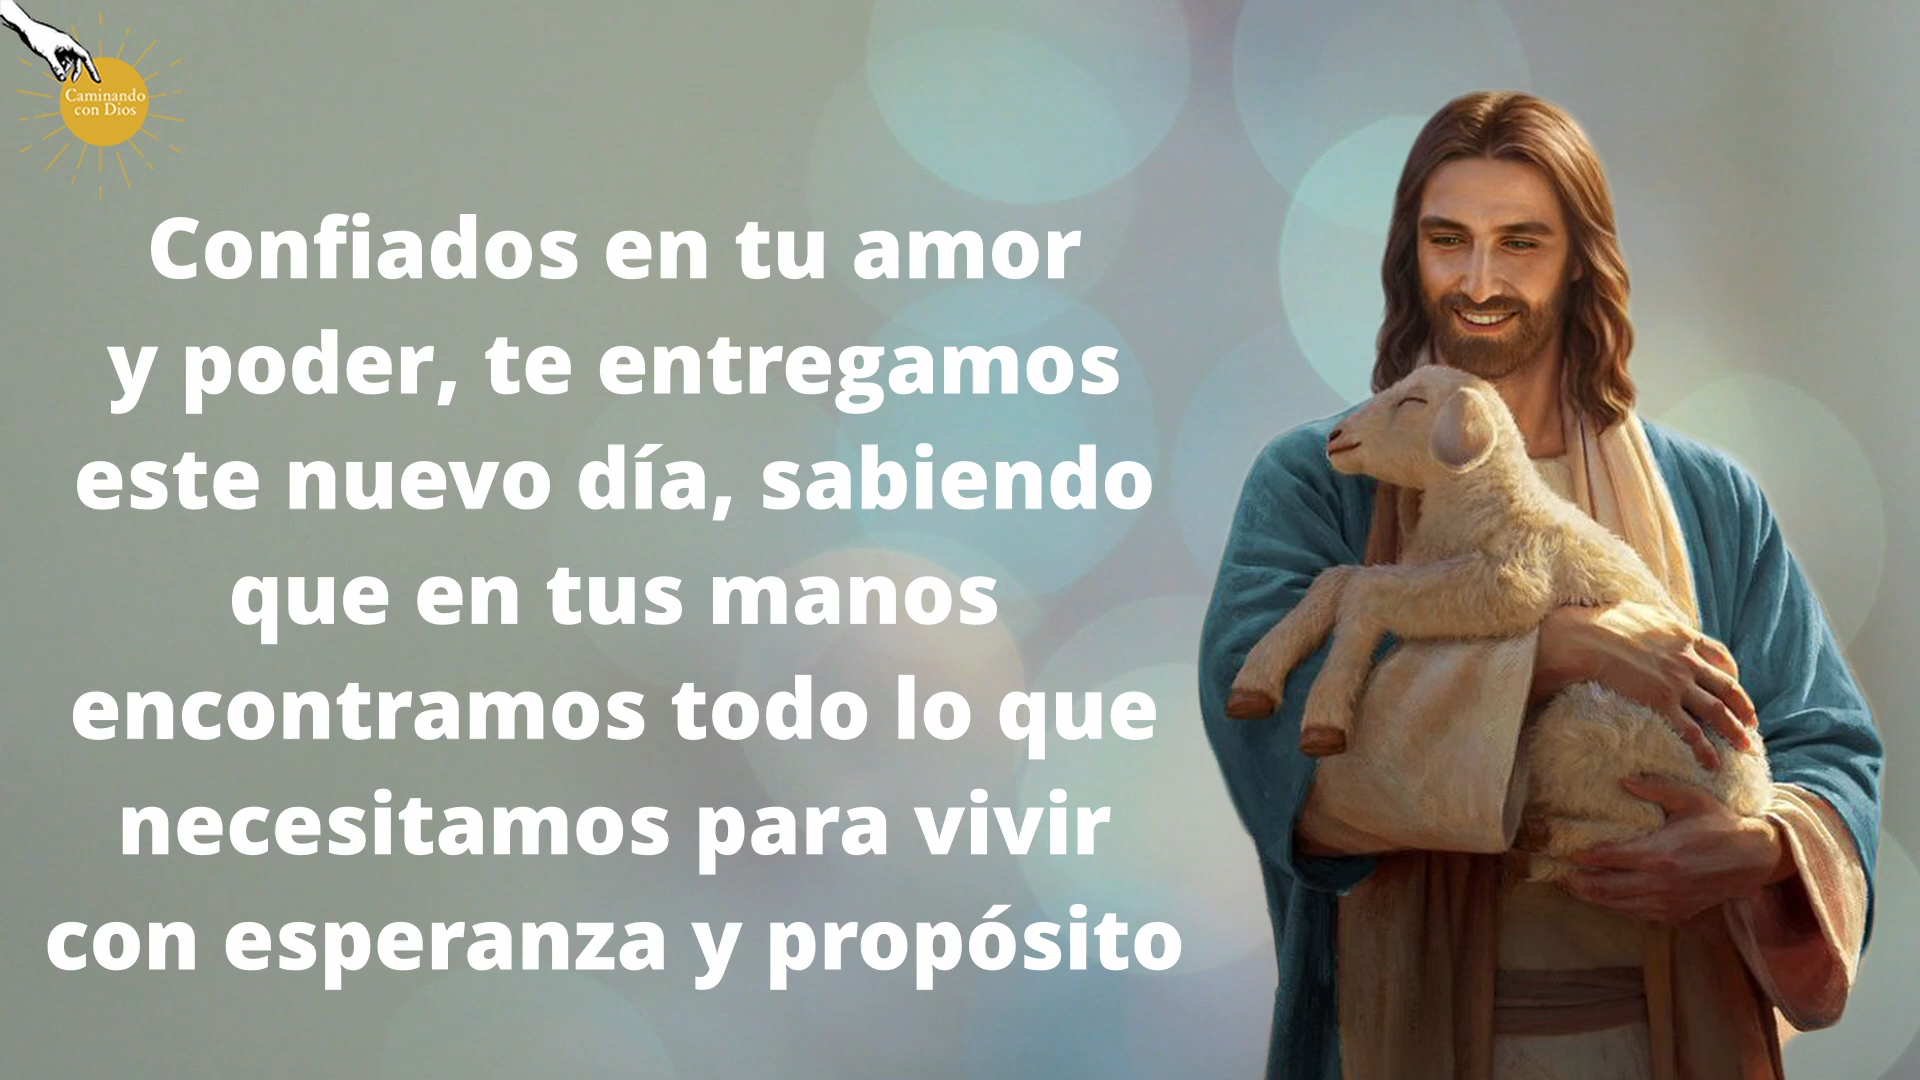 Caminando
con Dios
Confiados en tu amor
y poder, te entregamos
este nuevo día, sabiendo
que en tus manos
encontramos todo lo que
necesitamos para vivir
con esperanza y propósito